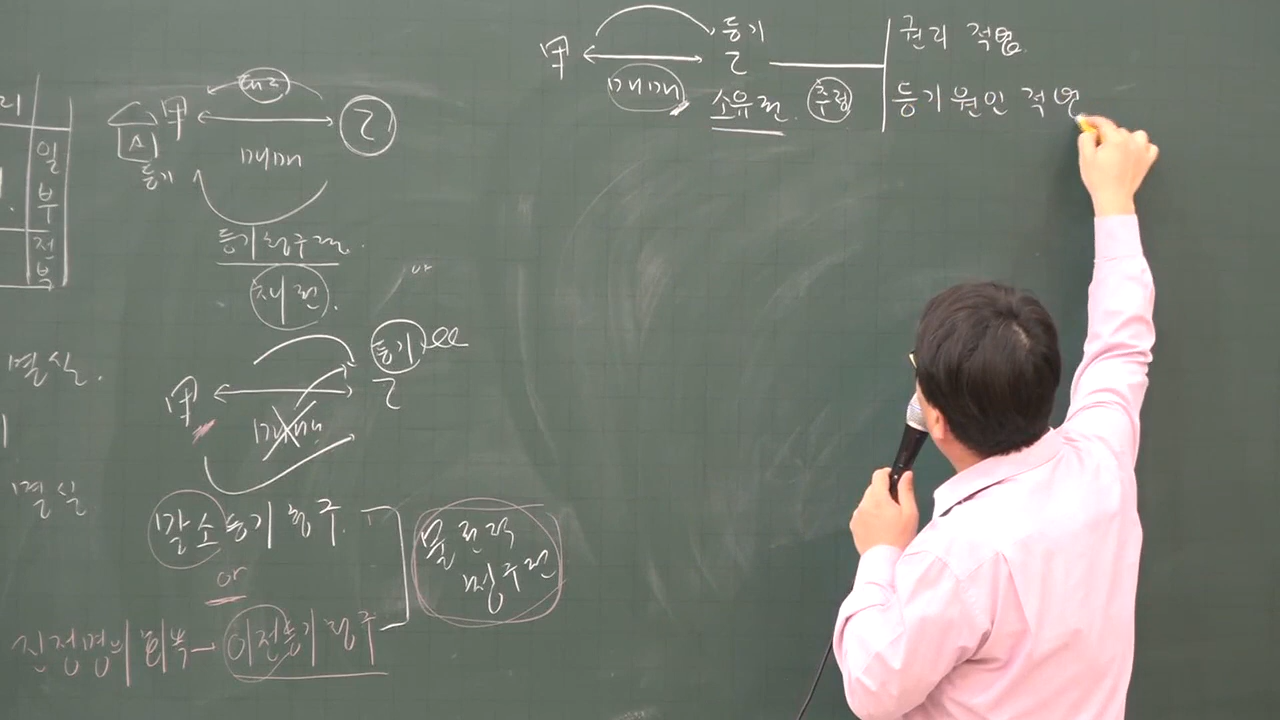 리
일
부
전
부
멸실.
멸실
甲 乙
매매
등기
등기청구권.
채권.
or
등기
甲 乙
매매
말소등기청구.
or
진정명의 회복 → 이전등기청구
물권적
청구권
등기
甲 乙
매매
소유권. 추정
권리 적법.
등기원인 적법